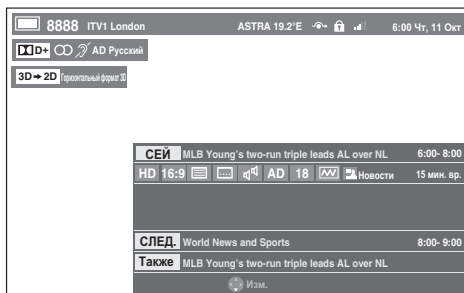 8888 ITV1 London ASTRA 19.2°E 6:00 Чт, 11 Окт
D+ AD Русский
3D➔2D Горизонтальный формат 3D
СЕЙ MLB Young's two-run triple leads AL over NL 6:00- 8:00
HD 16:9 AD 18 Новости 15 мин. вр.
СЛЕД. World News and Sports 8:00- 9:00
Также MLB Young's two-run triple leads AL over NL
Изм.